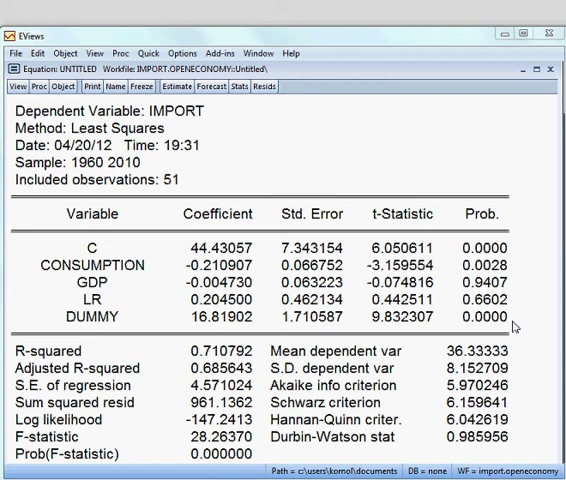 EViews
File Edit Object View Proc Quick Options Add-ins Window Help
Equation: UNTITLED Workfile: IMPORT.OPENECONOMY::Untitled\
View Proc Object Print Name Freeze Estimate Forecast Stats Resids
Dependent Variable: IMPORT
Method: Least Squares
Date: 04/20/12 Time: 19:31
Sample: 1960 2010
Included observations: 51
Variable Coefficient Std. Error t-Statistic Prob.
C 44.43057 7.343154 6.050611 0.0000
CONSUMPTION -0.210907 0.066752 -3.159554 0.0028
GDP -0.004730 0.063223 -0.074816 0.9407
LR 0.204500 0.462134 0.442511 0.6602
DUMMY 16.81902 1.710587 9.832307 0.0000
R-squared 0.710792 Mean dependent var 36.33333
Adjusted R-squared 0.685643 S.D. dependent var 8.152709
S.E. of regression 4.571024 Akaike info criterion 5.970246
Sum squared resid 961.1362 Schwarz criterion 6.159641
Log likelihood -147.2413 Hannan-Quinn criter. 6.042619
F-statistic 28.26370 Durbin-Watson stat 0.985956
Prob(F-statistic) 0.000000
Path = c:\users\komol\documents DB = none WF = import.openeconomy